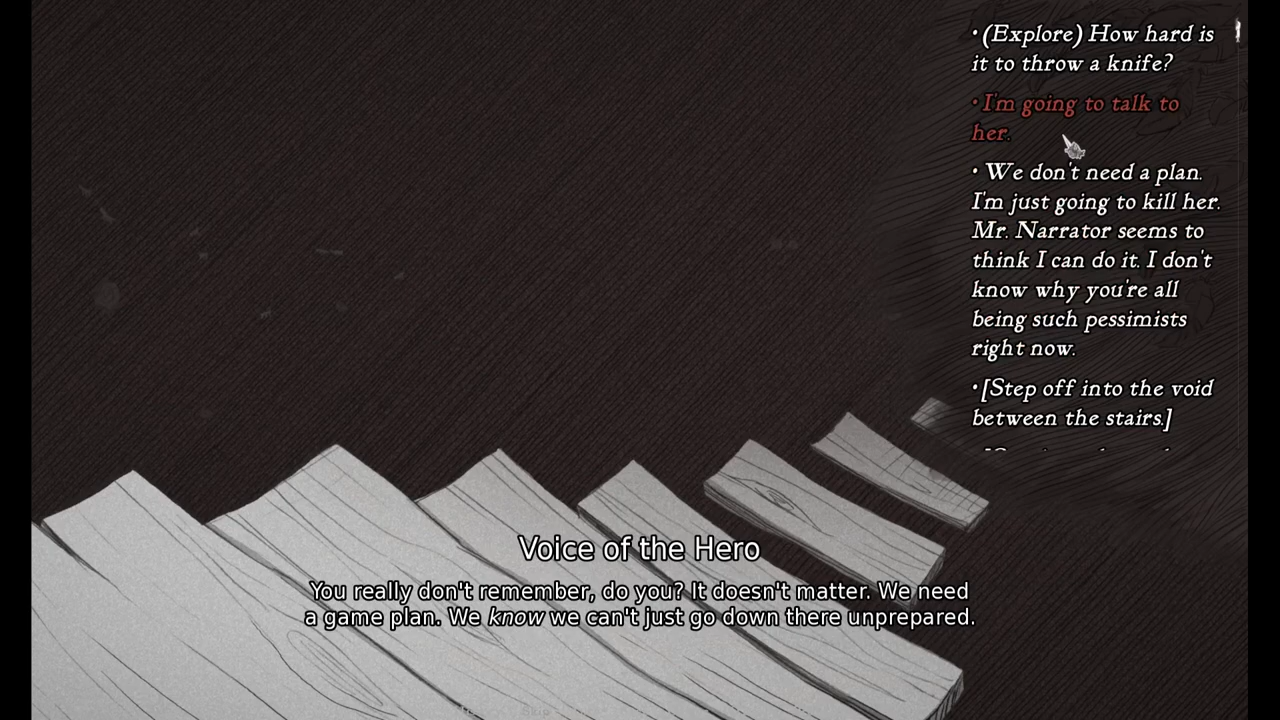 • (Explore) How hard is
it to throw a knife?
• I'm going to talk to
her.
• We don't need a plan.
I'm just going to kill her.
Mr. Narrator seems to
think I can do it. I don't
know why you're all
being such pessimists
right now.
• [Step off into the void
between the stairs.]
Voice of the Hero
You really don't remember, do you? It doesn't matter. We need
a game plan. We know we can't just go down there unprepared.